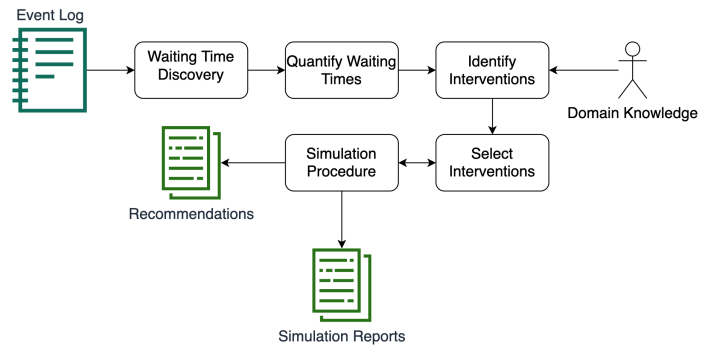 Event Log
Waiting Time
Discovery
Quantify Waiting
Times
Identify
Interventions
Domain Knowledge
Simulation
Procedure
Select
Interventions
Recommendations
Simulation Reports